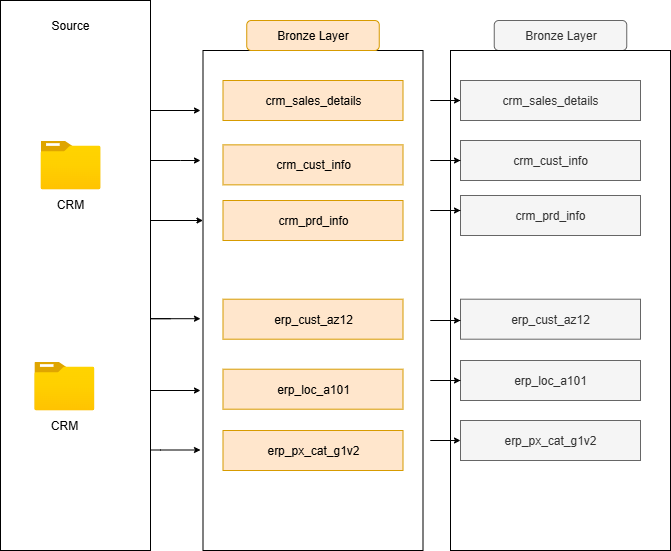 Source
CRM
CRM
Bronze Layer
crm_sales_details
crm_cust_info
crm_prd_info
erp_cust_az12
erp_loc_a101
erp_px_cat_g1v2
Bronze Layer
crm_sales_details
crm_cust_info
crm_prd_info
erp_cust_az12
erp_loc_a101
erp_px_cat_g1v2